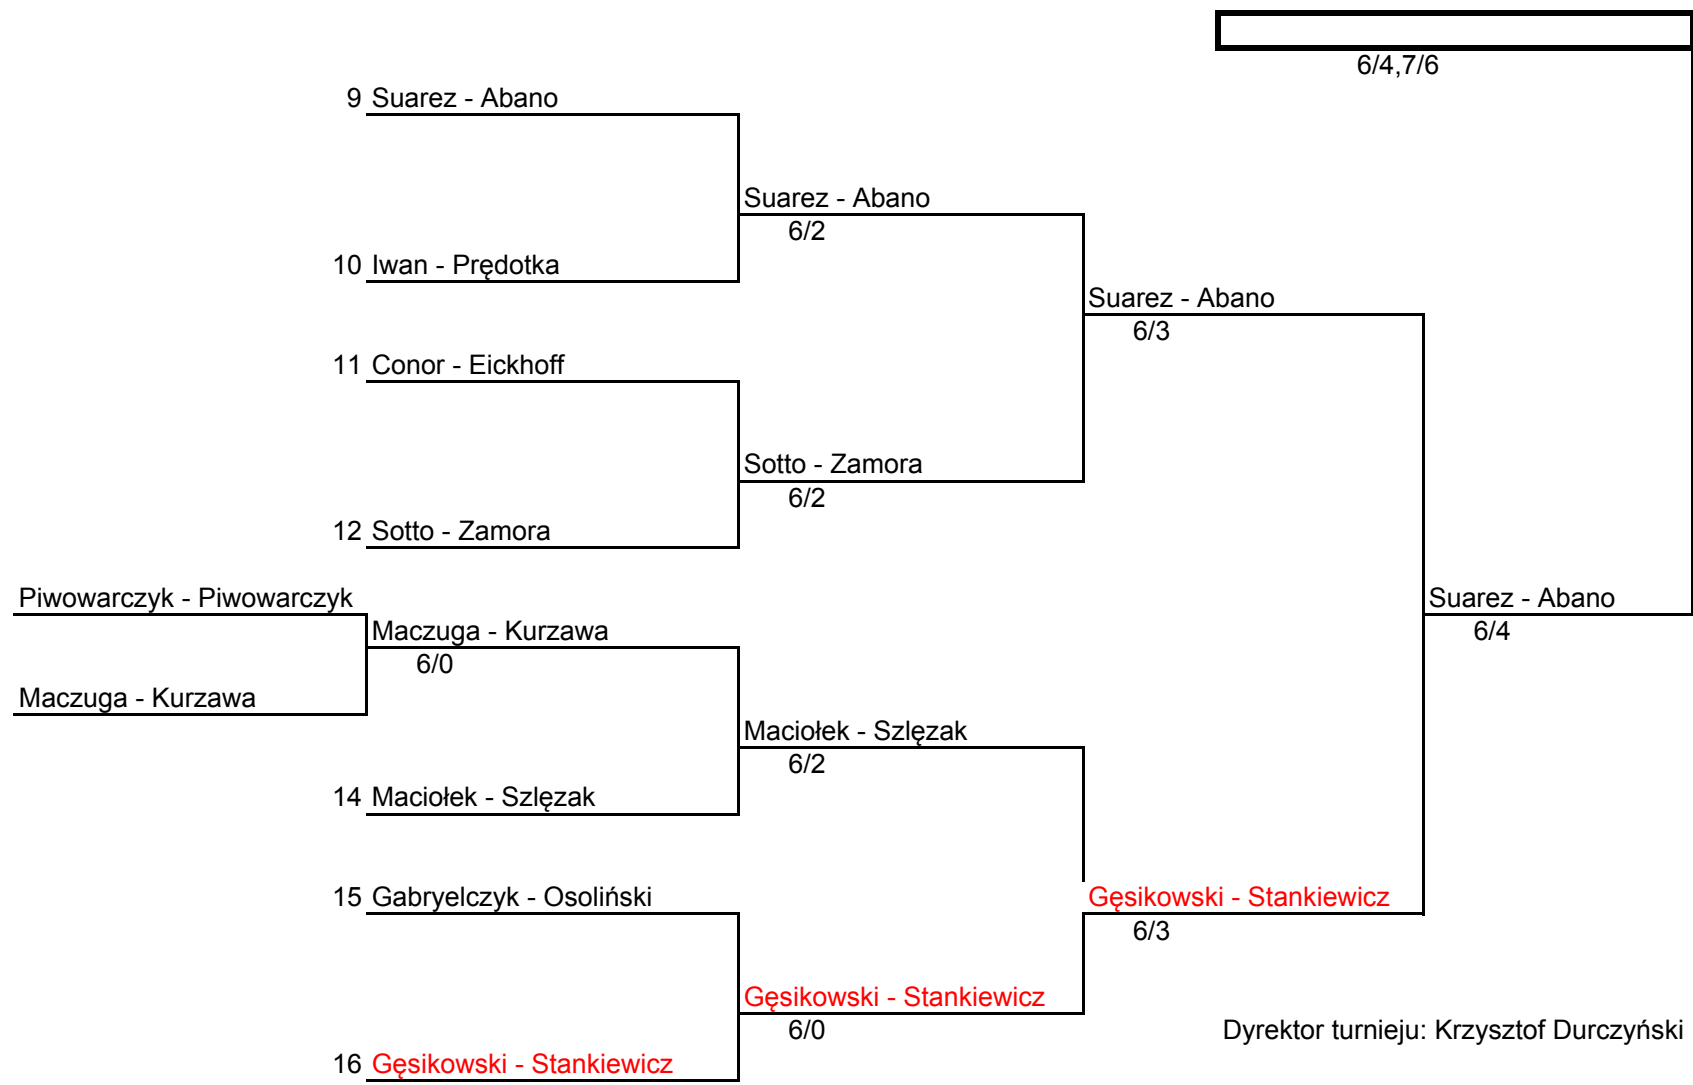 6/4,7/6
9 Suarez - Abano
Suarez - Abano
6/2
10 Iwan - Prędotka
Suarez - Abano
6/3
11 Conor - Eickhoff
Sotto - Zamora
6/2
12 Sotto - Zamora
Piwowarczyk - Piwowarczyk
Suarez - Abano
6/4
Maczuga - Kurzawa
6/0
Maczuga - Kurzawa
Maciołek - Szlęzak
6/2
14 Maciołek - Szlęzak
15 Gabryelczyk - Osoliński
Gęsikowski - Stankiewicz
6/3
Gęsikowski - Stankiewicz
6/0
Dyrektor turnieju: Krzysztof Durczyński
16 Gęsikowski - Stankiewicz